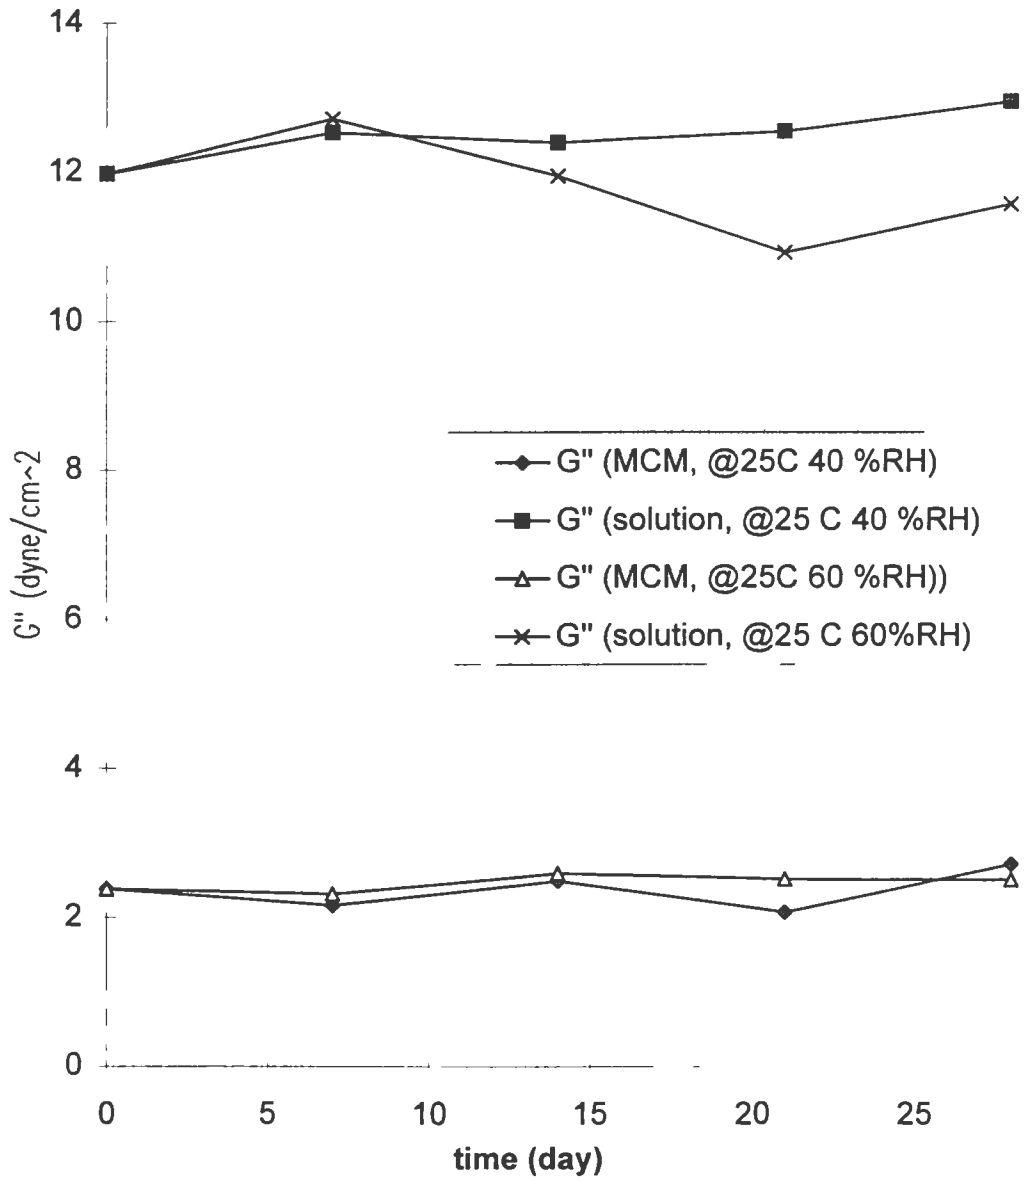 14
12
10
8
6
4
2
0
G" (dyne/cm^2
G" (MCM, @25C 40 %RH)
G" (solution, @25 C 40 %RH)
G" (MCM, @25C 60 %RH))
G" (solution, @25 C 60%RH)
0 5 10 15 20 25
time (day)